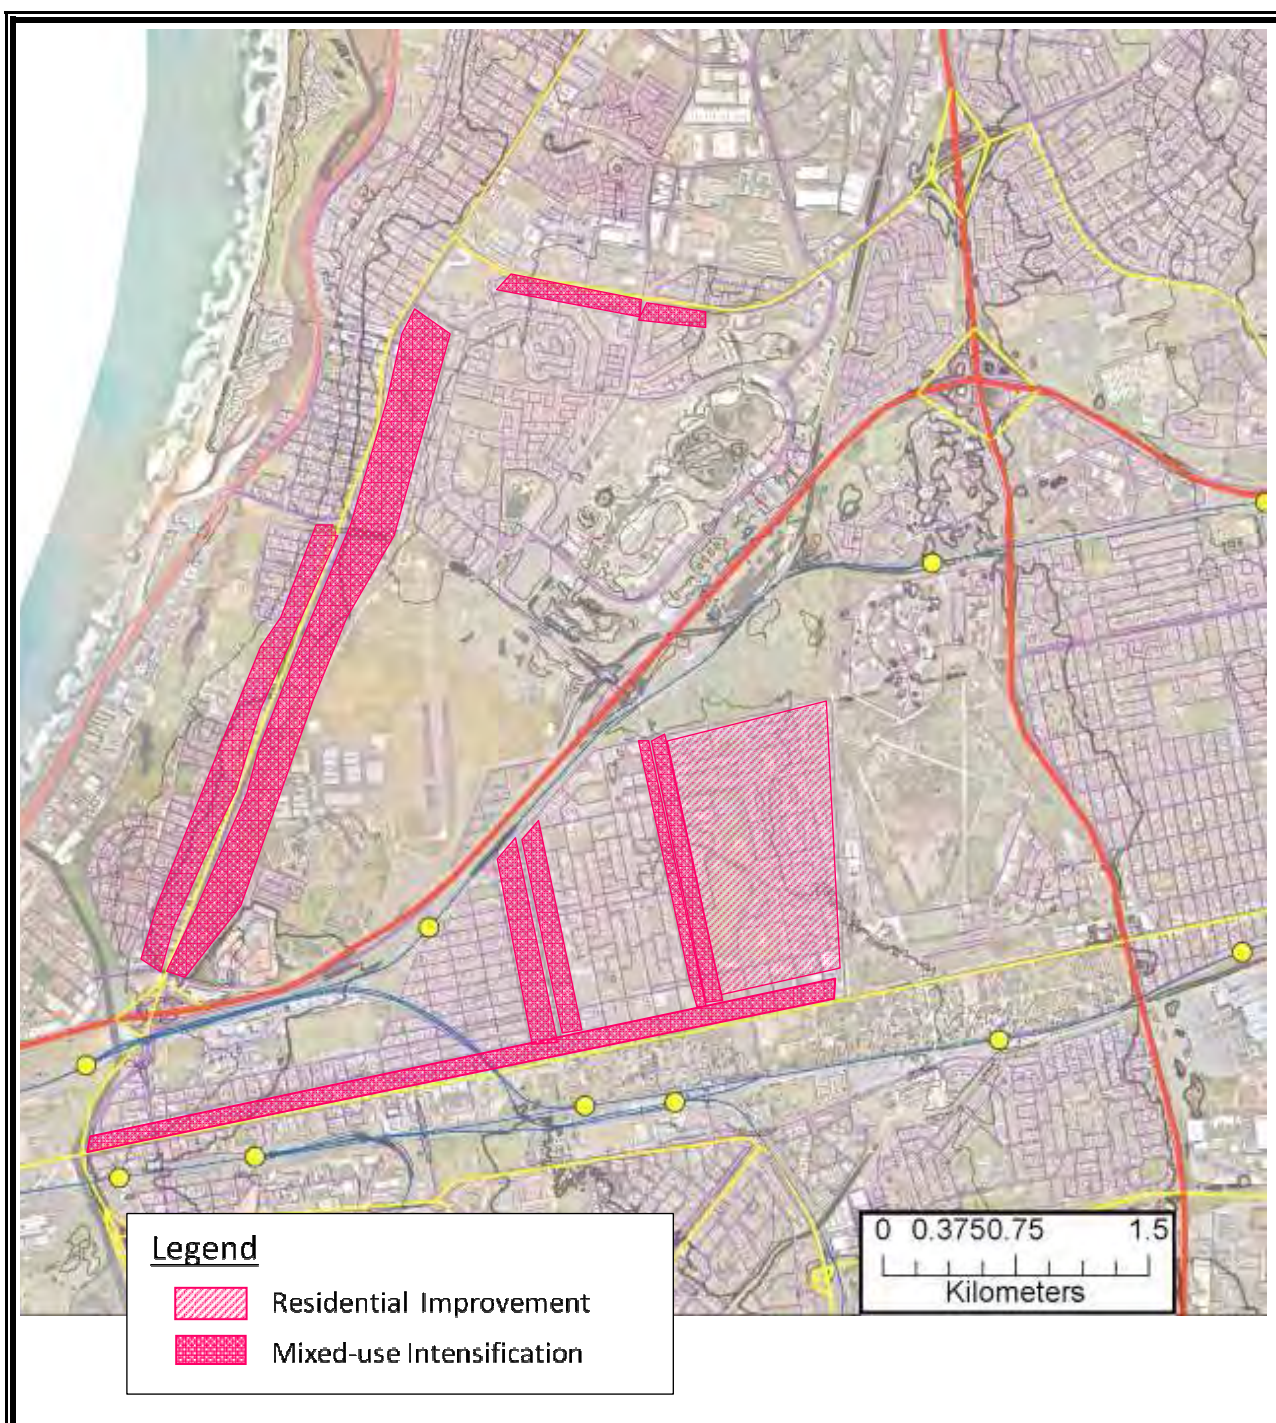 Legend
Residential Improvement
Mixed-use Intensification
0 0.3750.75 1.5
Kilometers